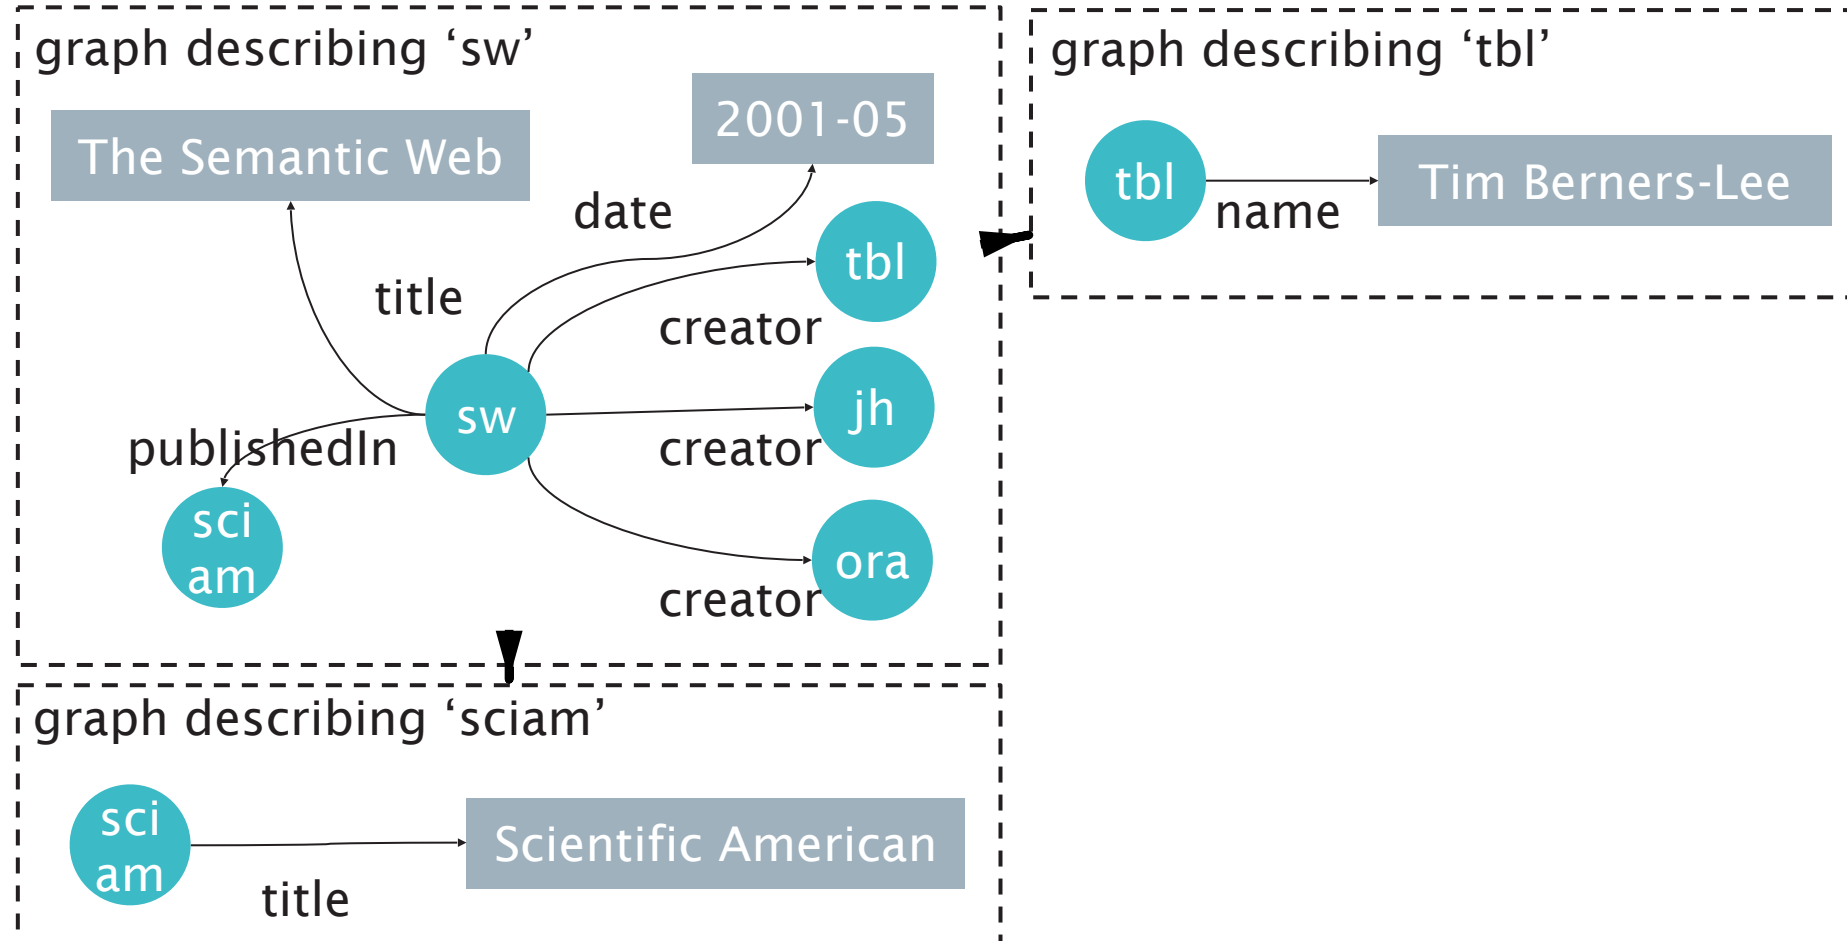 graph describing ‘sw’
The Semantic Web
2001-05
date
tbl
title
creator
jh
sw
publishedIn
creator
sci
am
ora
creator
graph describing ‘tbl’
tbl
name
Tim Berners-Lee
graph describing ‘sciam’
sci
am
Scientific American
title